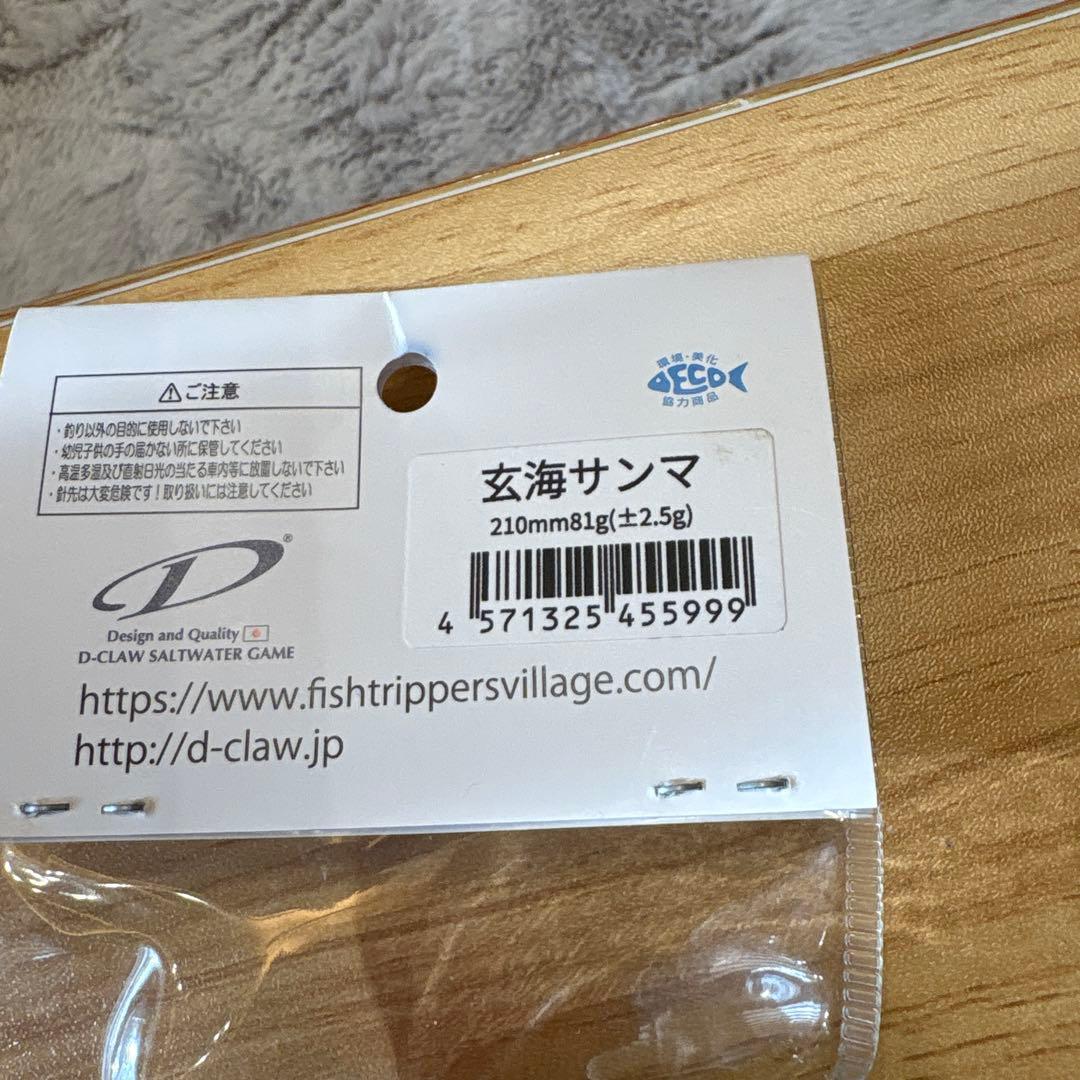 ⚠ご注意
・釣り以外の目的に使用しないで下さい
・幼児子供の手の届かない所に保管してください
・高温多湿及び直射日光の当たる車内等に放置しないで下さい
・針先は大変危険です！取り扱いには注意してください
環境・美化
ECO
協力商品
玄海サンマ
210mm81g(±2.5g)
4 571325 455999
D®
Design and Quality
D-CLAW SALTWATER GAME
https://www.fishtrippersvillage.com/
http://d-claw.jp